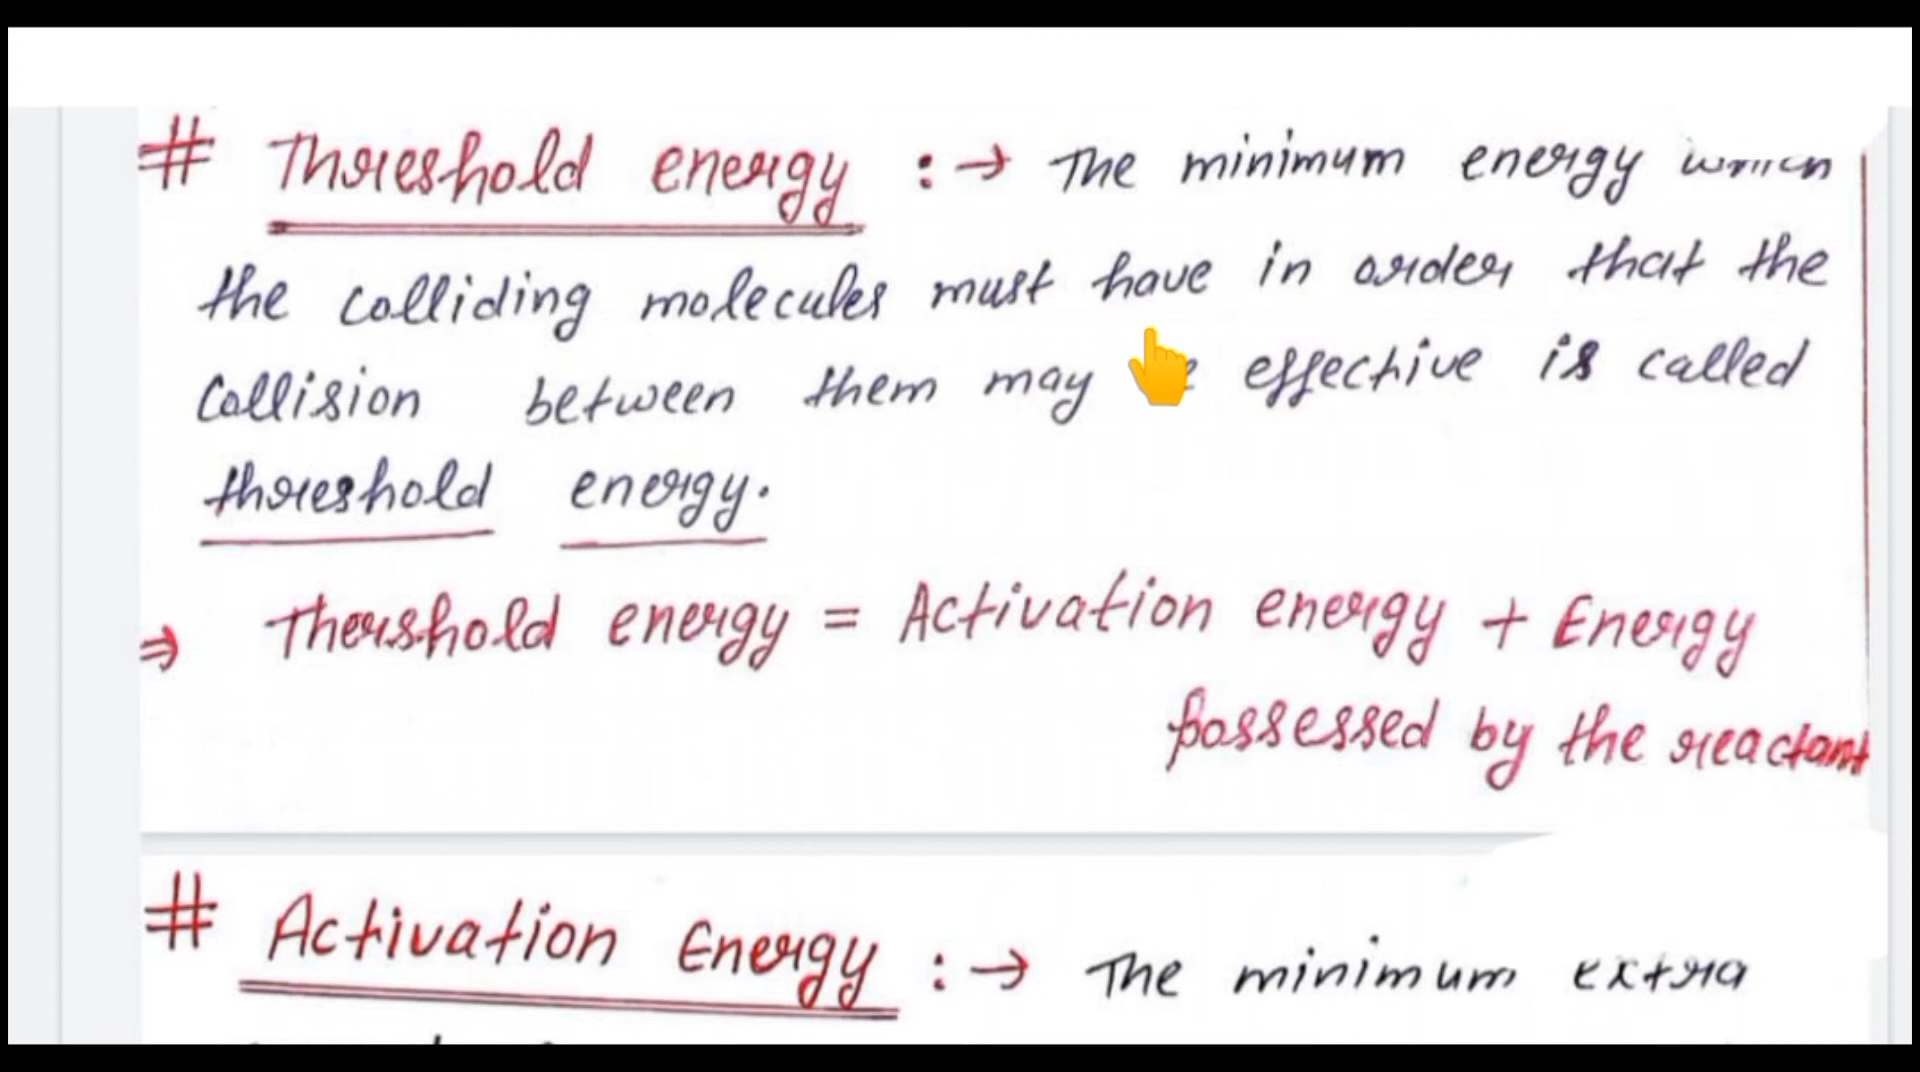 # Threshold energy :→ The minimum energy which
the colliding molecules must have in order that the
Collision between them may effective is called
threshold energy.
⇒ Thershold energy = Activation energy + Energy
possessed by the reactant
# Activation Energy :→ The minimum extra